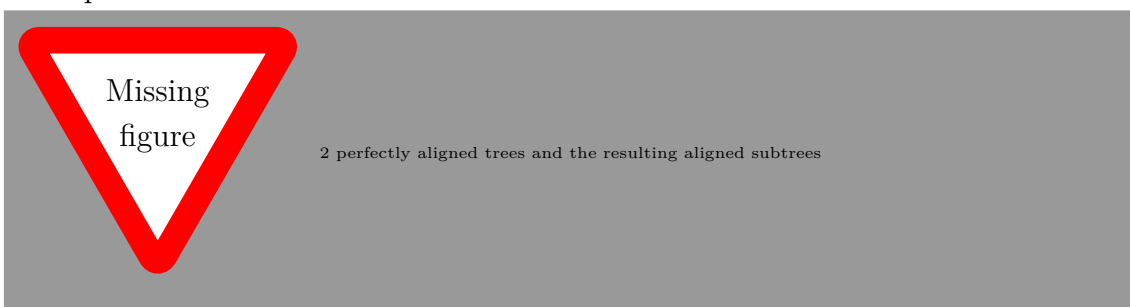 Missing
figure
2 perfectly aligned trees and the resulting aligned subtrees